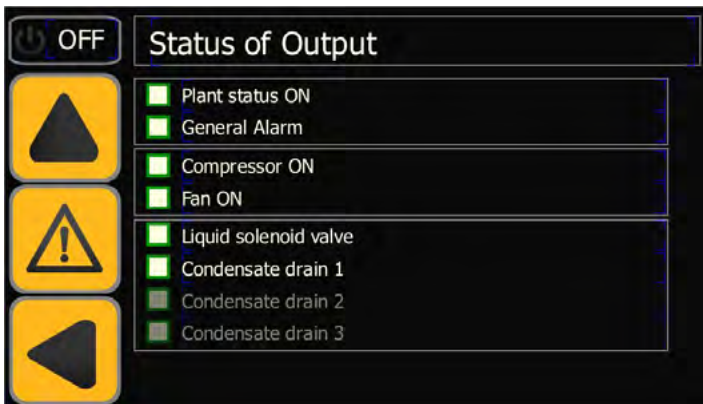 OFF
Status of Output
Plant status ON
General Alarm
Compressor ON
Fan ON
Liquid solenoid valve
Condensate drain 1
Condensate drain 2
Condensate drain 3